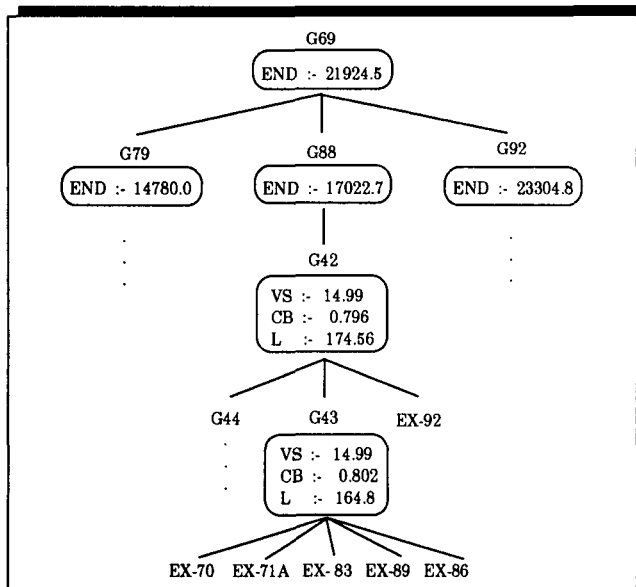 G69
END :- 21924.5
G79 G88 G92
END :- 14780.0 END :- 17022.7 END :- 23304.8
G42
VS :- 14.99
CB :- 0.796
L :- 174.56
G44 G43 EX-92
VS :- 14.99
CB :- 0.802
L :- 164.8
EX-70 EX-71A EX-83 EX-89 EX-86